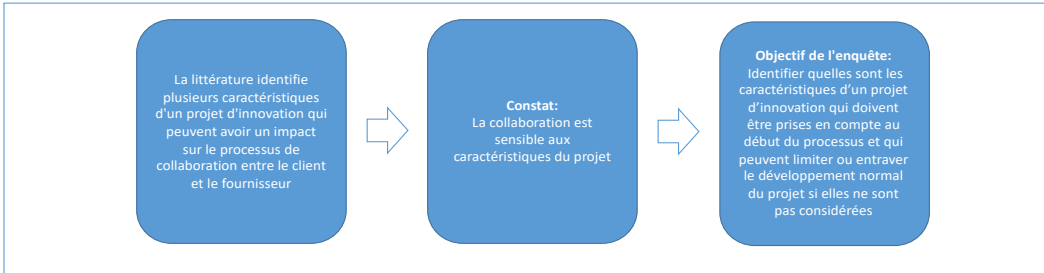 La littérature identifie
plusieurs caractéristiques
d'un projet d'innovation qui
peuvent avoir un impact
sur le processus de
collaboration entre le client
et le fournisseur
Constat:
La collaboration est
sensible aux
caractéristiques du projet
Objectif de l'enquête:
Identifier quelles sont les
caractéristiques d'un projet
d'innovation qui doivent
être prises en compte au
début du processus et qui
peuvent limiter ou entraver
le développement normal
du projet si elles ne sont
pas considérées